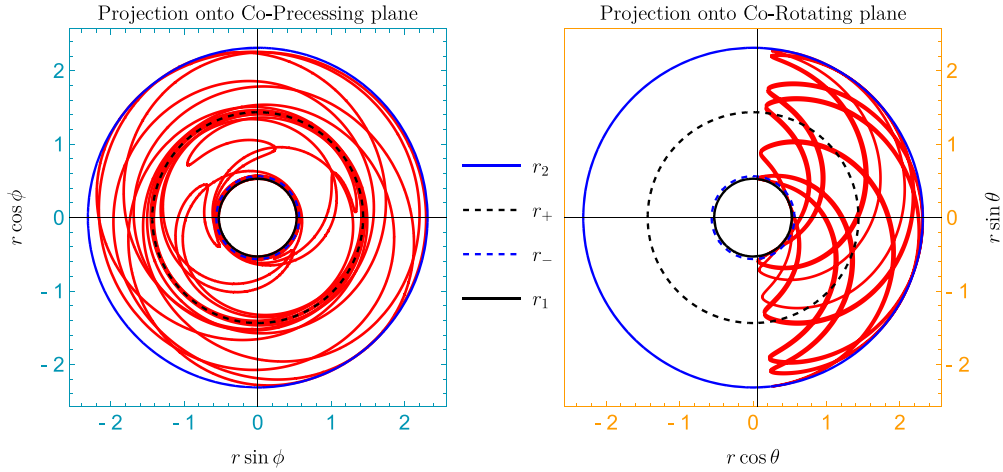 Projection onto Co-Precessing plane
Projection onto Co-Rotating plane
2
1
0
- 1
- 2
- 2
- 1
0
1
2
r cos ϕ
r sin ϕ
r₂
r₊
r₋
r₁
2
1
0
- 1
- 2
- 2
- 1
0
1
2
r sin θ
r cos θ